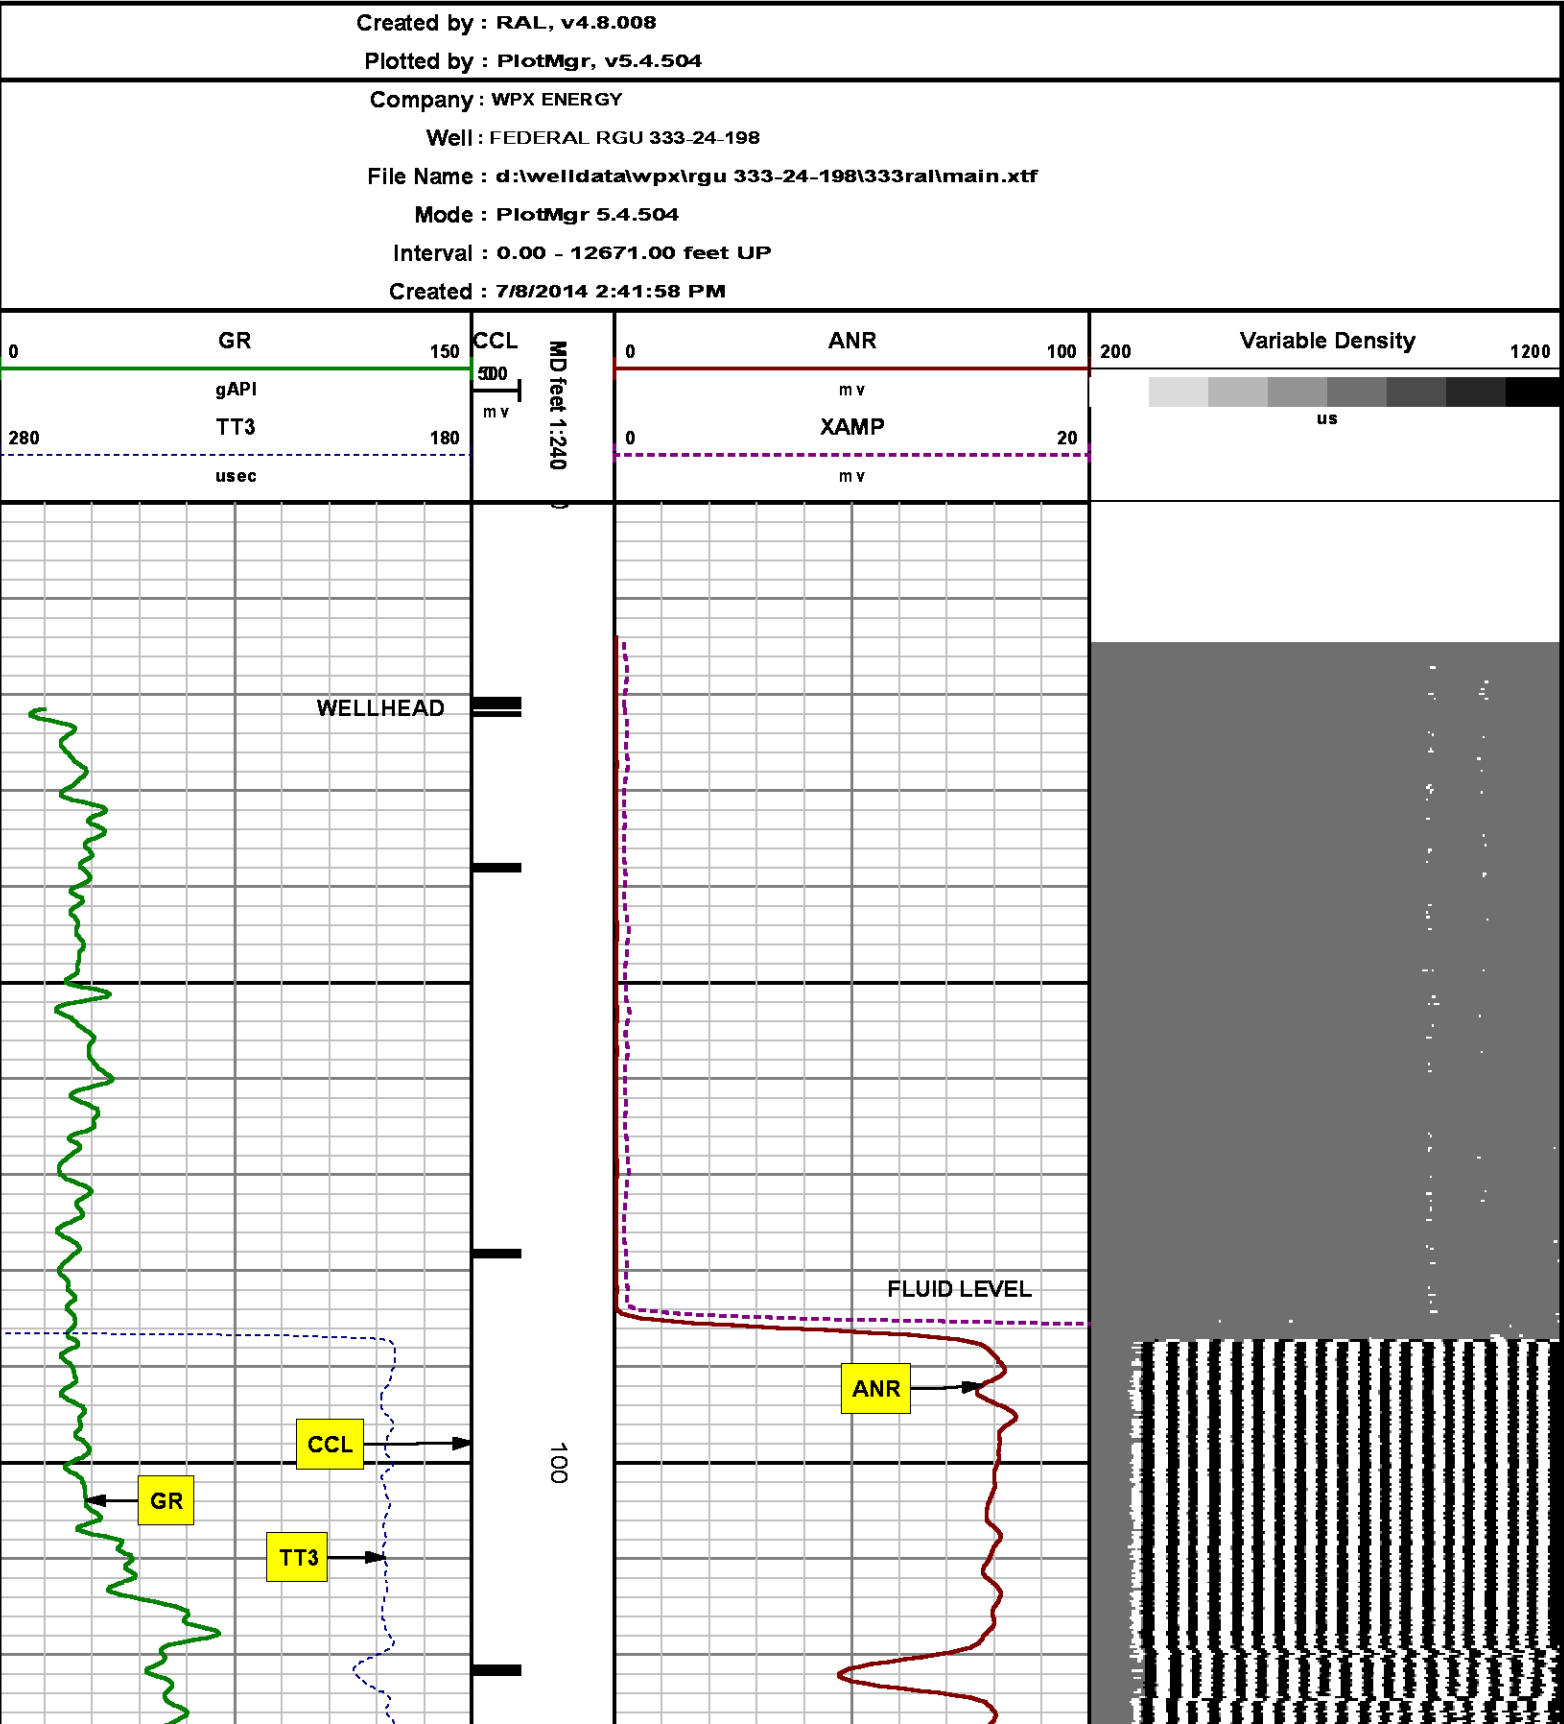 Created by : RAL, v4.8.008
Plotted by : PlotMgr, v5.4.504
Company : WPX ENERGY
Well : FEDERAL RGU 333-24-198
File Name : d:\welldata\wpx\rgu 333-24-198\333ral\main.xtf
Mode : PlotMgr 5.4.504
Interval : 0.00 - 12671.00 feet UP
Created : 7/8/2014 2:41:58 PM
0 GR 150
gAPI
280 TT3 180
usec
CCL
mv
MD feet 1:240
0 ANR 100
mv
0 XAMP 20
mv
200 Variable Density 1200
us
WELLHEAD
FLUID LEVEL
ANR
CCL
100
GR
TT3